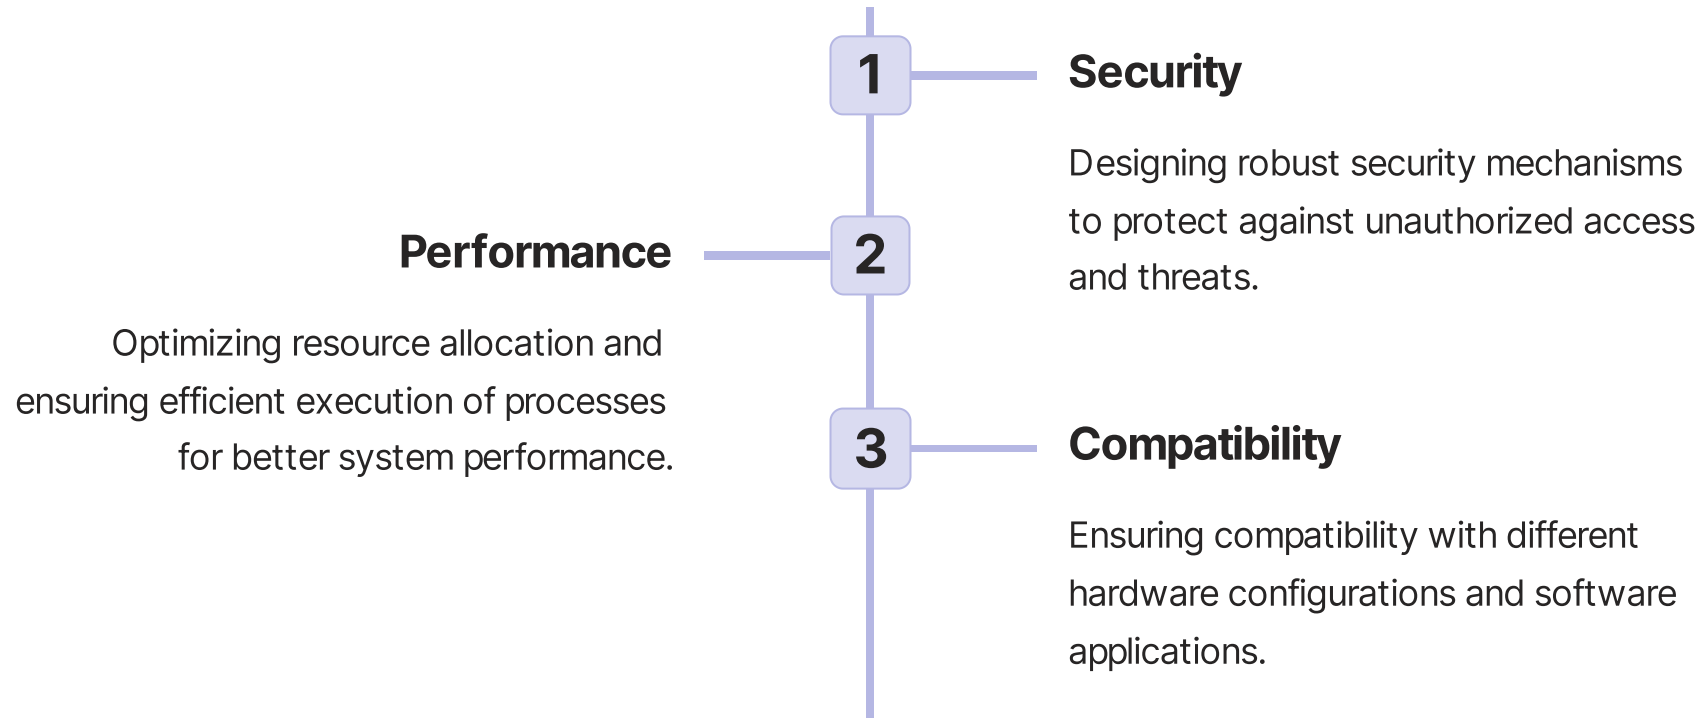 1
Security
Designing robust security mechanisms
to protect against unauthorized access
and threats.
2
Performance
Optimizing resource allocation and
ensuring efficient execution of processes
for better system performance.
3
Compatibility
Ensuring compatibility with different
hardware configurations and software
applications.